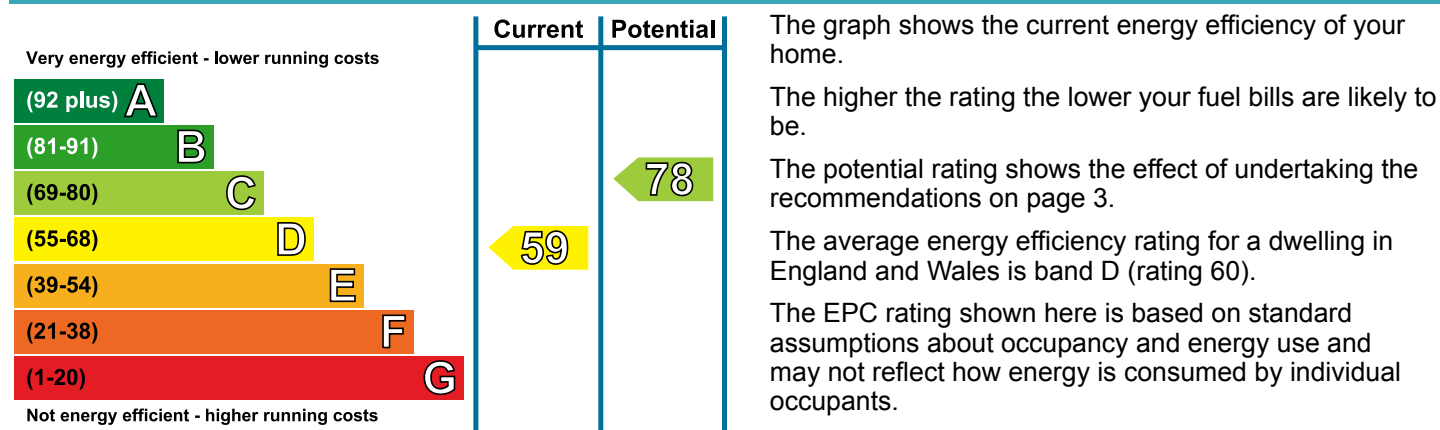 Current Potential
Very energy efficient - lower running costs
(92 plus) A
(81-91) B
(69-80) C
78
(55-68) D
59
(39-54) E
(21-38) F
(1-20) G
Not energy efficient - higher running costs
The graph shows the current energy efficiency of your
home.
The higher the rating the lower your fuel bills are likely to
be.
The potential rating shows the effect of undertaking the
recommendations on page 3.
The average energy efficiency rating for a dwelling in
England and Wales is band D (rating 60).
The EPC rating shown here is based on standard
assumptions about occupancy and energy use and
may not reflect how energy is consumed by individual
occupants.